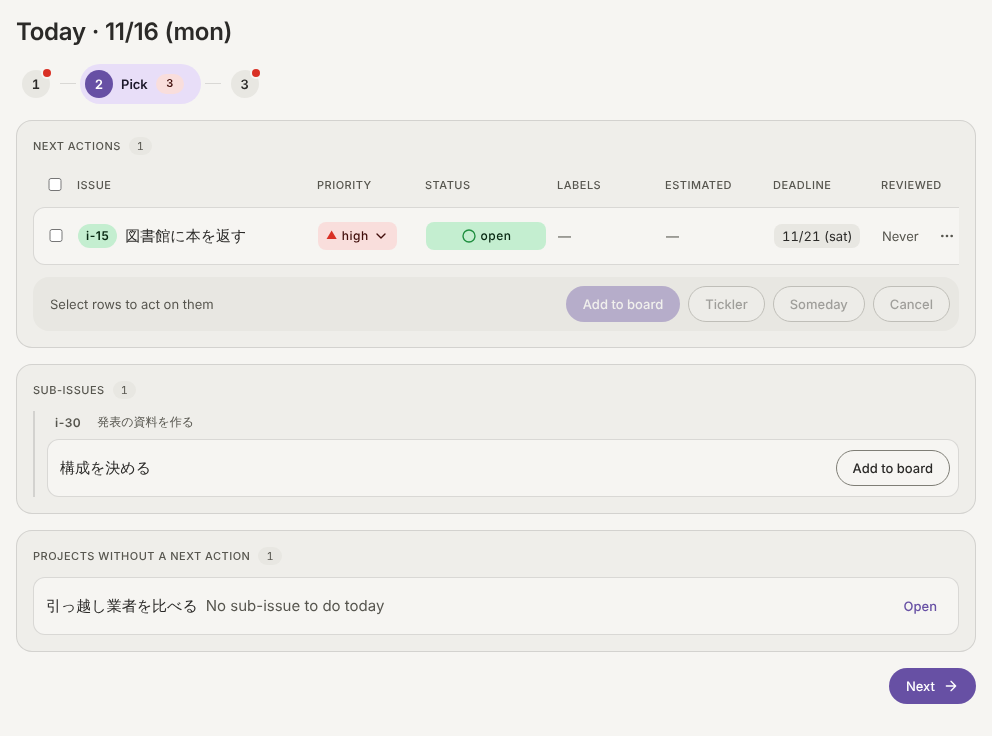 Today · 11/16 (mon)
1 2 Pick 3 3
NEXT ACTIONS 1
ISSUE PRIORITY STATUS LABELS ESTIMATED DEADLINE REVIEWED
i-15 図書館に本を返す high open — — 11/21 (sat) Never ···
Select rows to act on them Add to board Tickler Someday Cancel
SUB-ISSUES 1
i-30 発表の資料を作る
構成を決める Add to board
PROJECTS WITHOUT A NEXT ACTION 1
引っ越し業者を比べる No sub-issue to do today Open
Next →